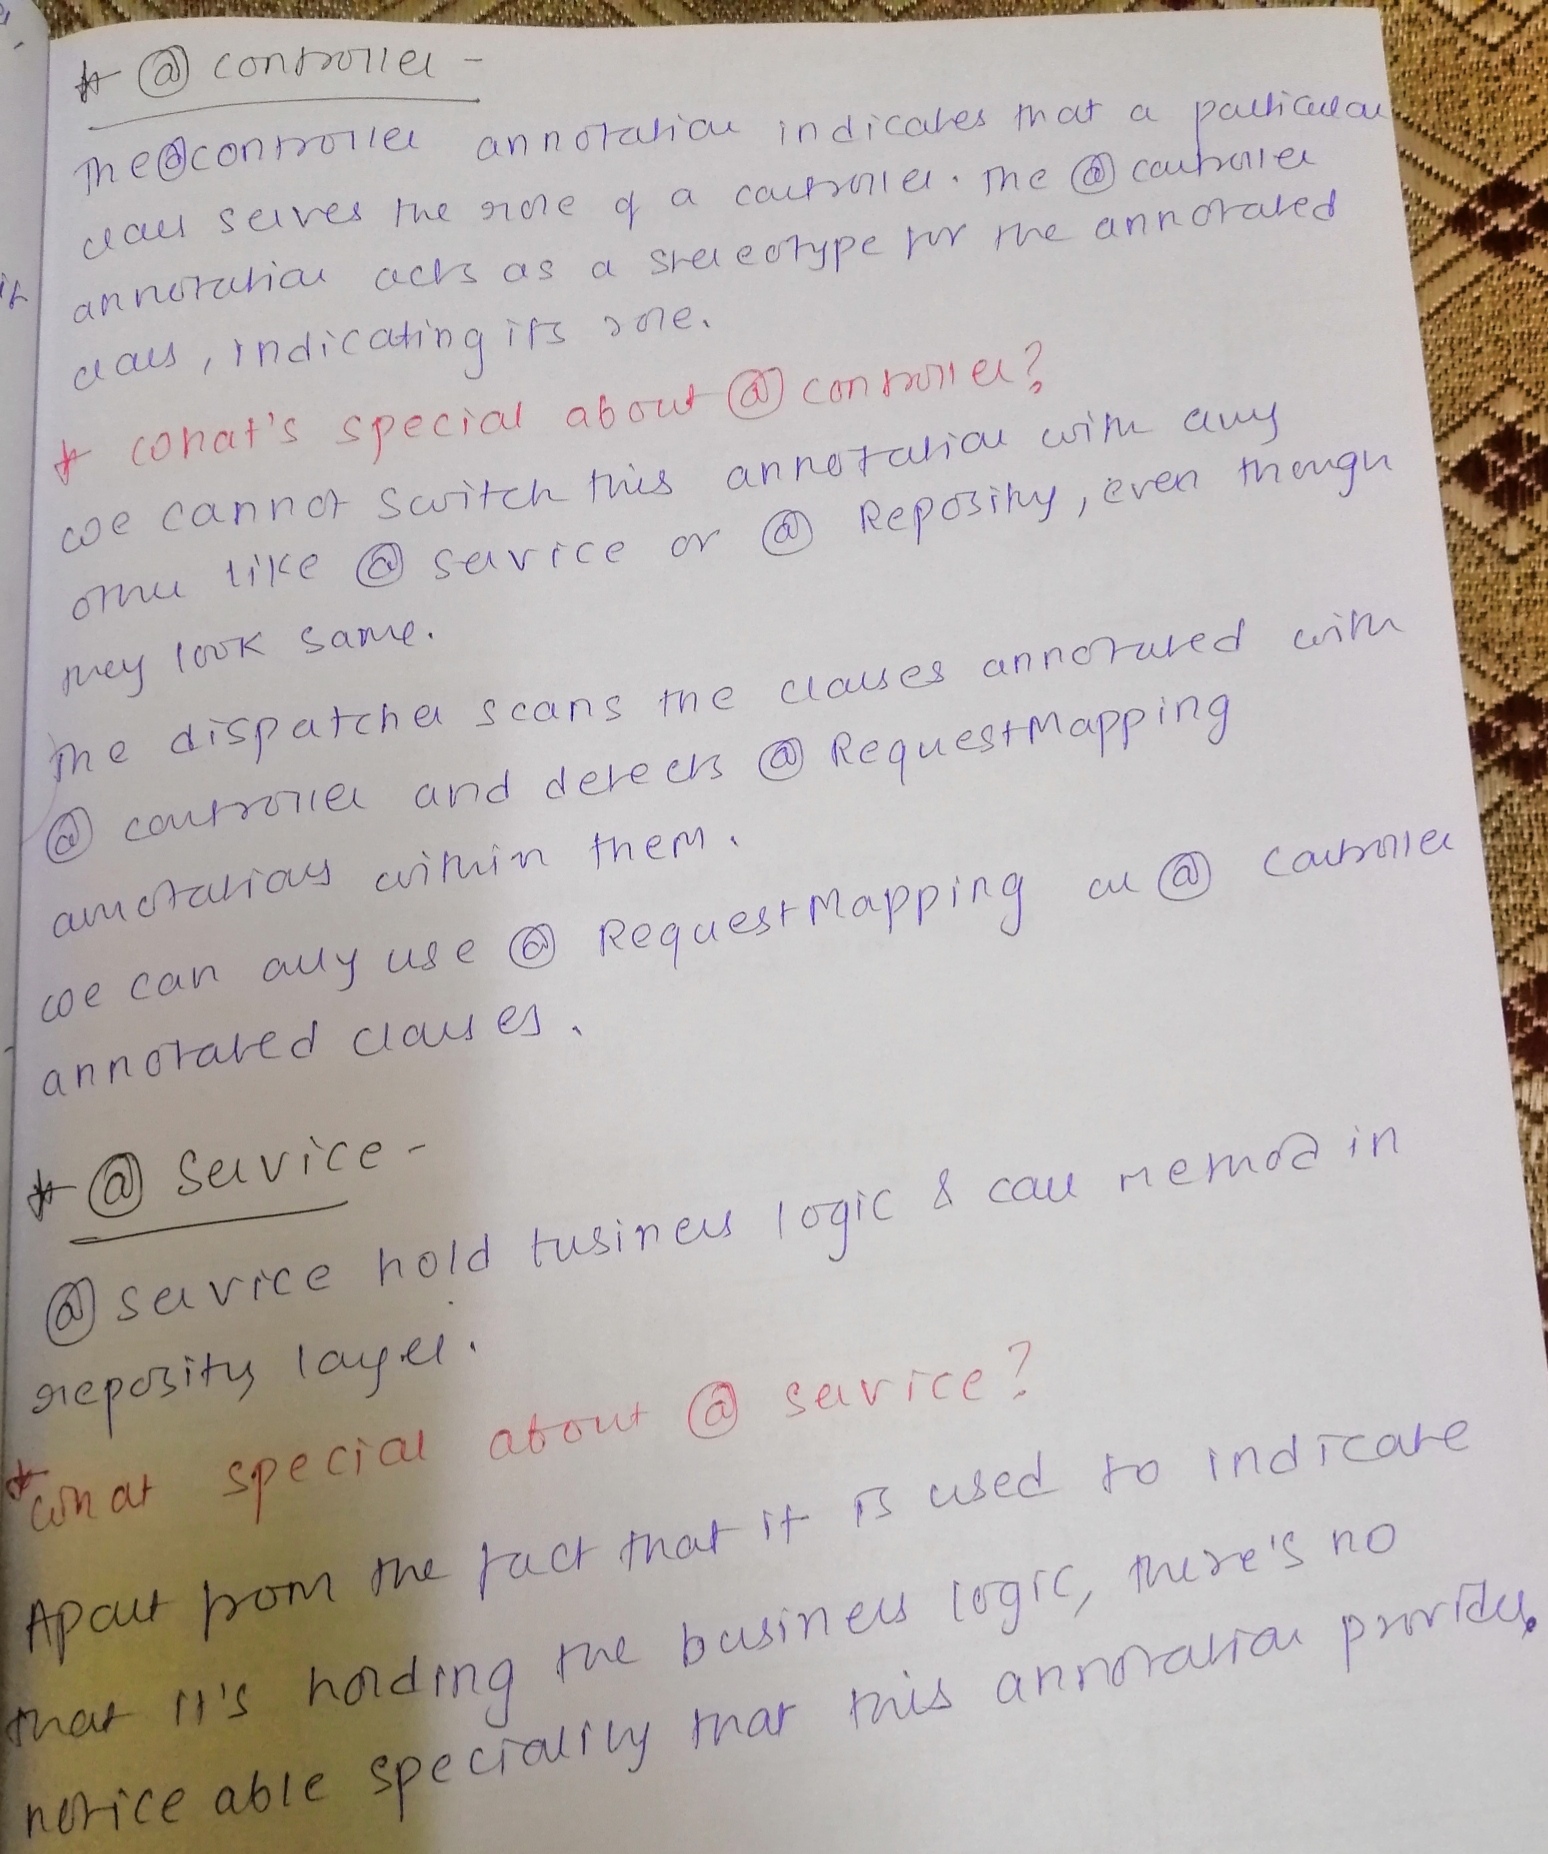 * @ controller -
The @controller annotation indicates that a particular
class serves the role of a controller. The @ controller
annotation acts as a stereotype for the annotated
class, indicating its role.
* What's special about @ controller?
we cannot switch this annotation with any
other like @ service or @ Reposity, even though
they look same.
The dispatcher scans the classes annotated with
@ controller and detects @ RequestMapping
annotations within them.
we can only use @ RequestMapping on @ Controller
annotated classes.
* @ Service -
@ service hold business logic & call method in
reposity layer.
* What special about @ service?
Apart from the fact that it is used to indicate
that it's holding the business logic, there's no
notice able speciality that this annotation provides.